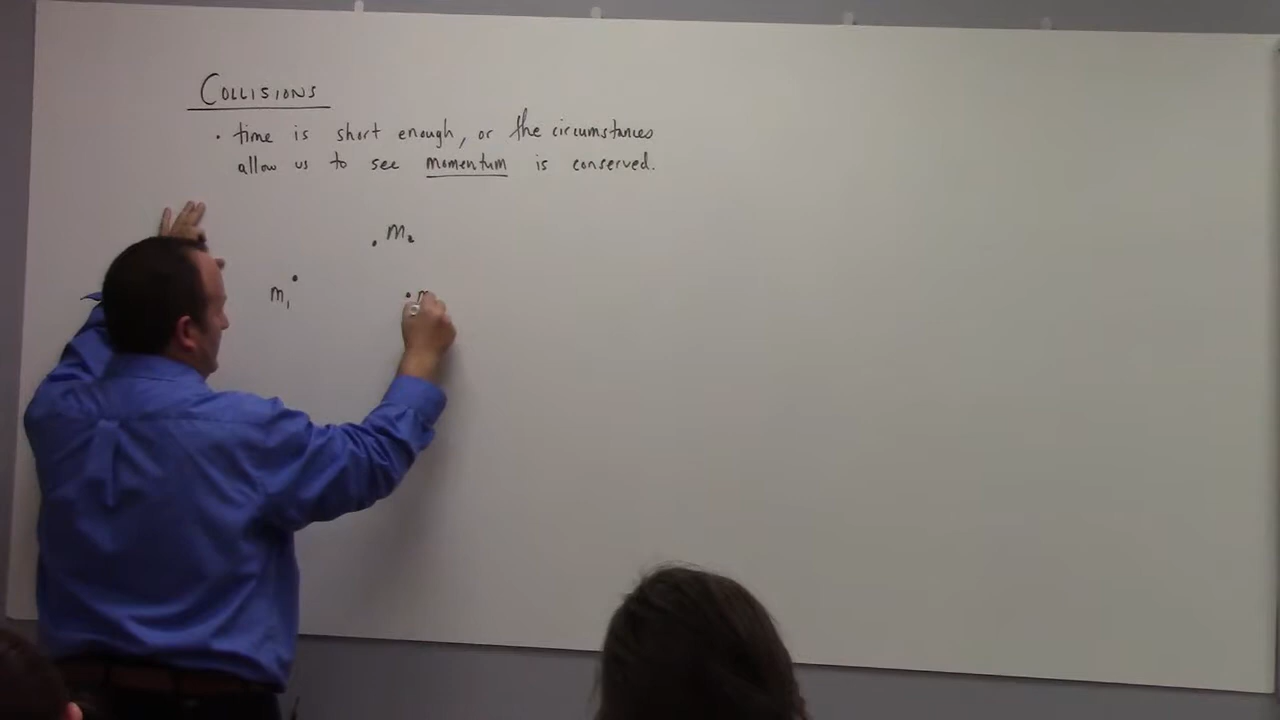 COLLISIONS
• time is short enough, or the circumstances
allow us to see momentum is conserved.
m₂
m₁
m